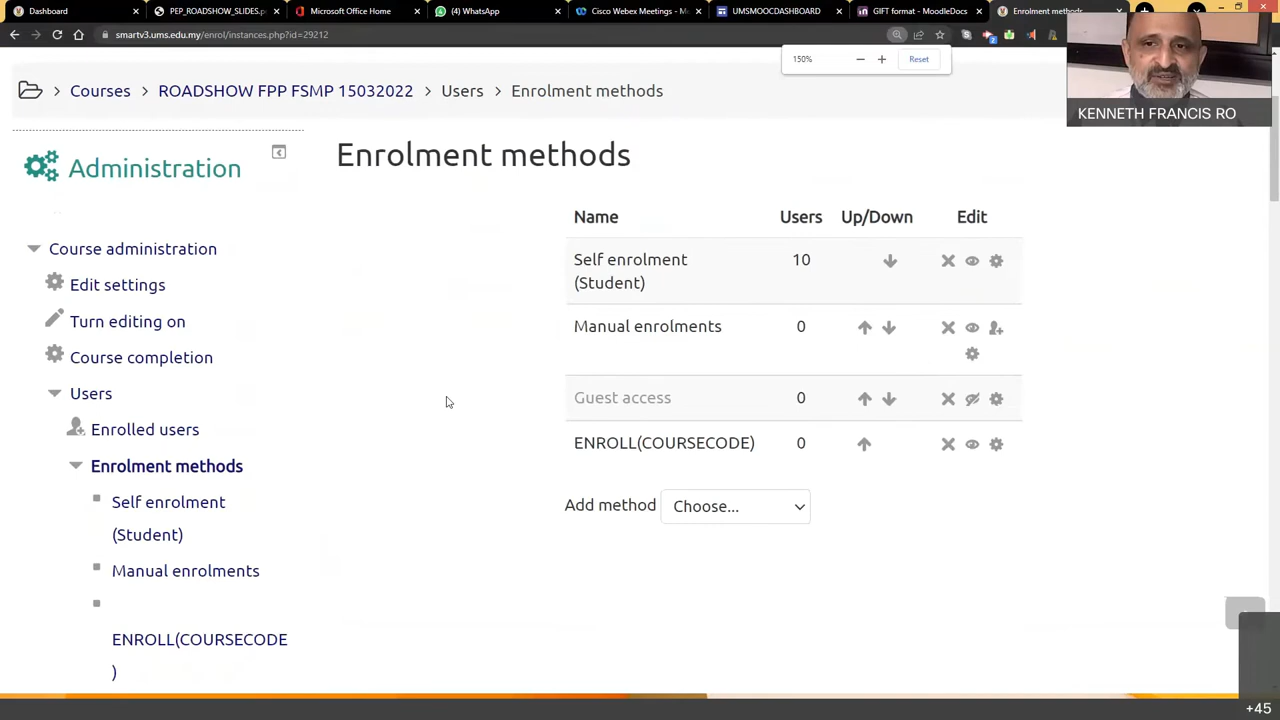 Dashboard
PEP_ROADSHOW_SLIDES.p
Microsoft Office Home
(4) WhatsApp
Cisco Webex Meetings - M
UMSMOOCDASHBOARD
GIFT format - MoodleDocs
Enrolment methods
smartv3.ums.edu.my/enrol/instances.php?id=29212
150%
Reset
KENNETH FRANCIS RO
Courses
ROADSHOW FPP FSMP 15032022
Users
Enrolment methods
Administration
Course administration
Edit settings
Turn editing on
Course completion
Users
Enrolled users
Enrolment methods
Self enrolment
(Student)
Manual enrolments
ENROLL(COURSECODE
)
Enrolment methods
Name Users Up/Down Edit
Self enrolment 10
(Student)
Manual enrolments 0
Guest access 0
ENROLL(COURSECODE) 0
Add method Choose...
+45